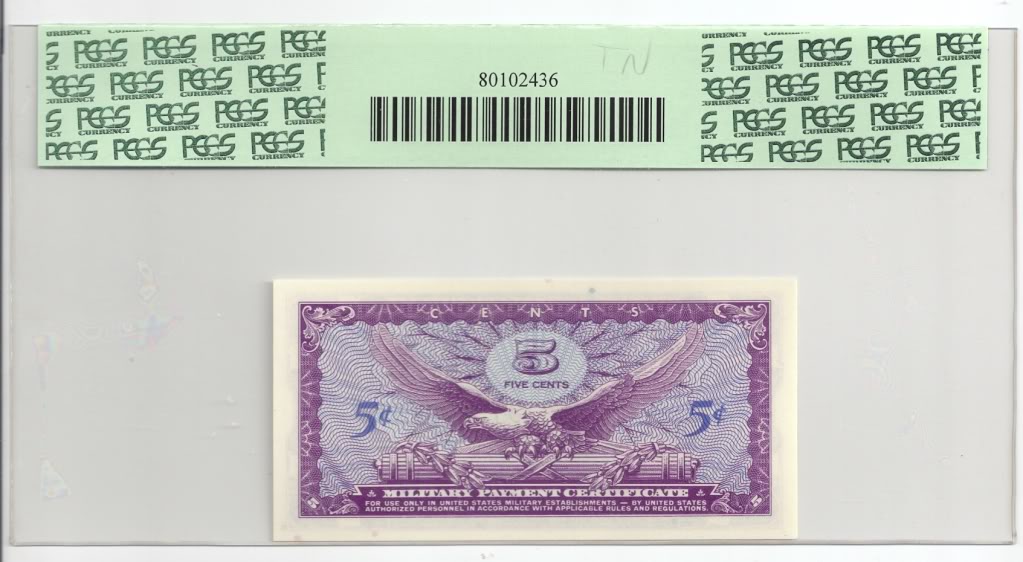 PCGS CURRENCY
TN
80102436
CENTS
5
FIVE CENTS
5¢ 5¢
MILITARY PAYMENT CERTIFICATE
FOR USE ONLY IN UNITED STATES MILITARY ESTABLISHMENTS — BY UNITED STATES
AUTHORIZED PERSONNEL IN ACCORDANCE WITH APPLICABLE RULES AND REGULATIONS.